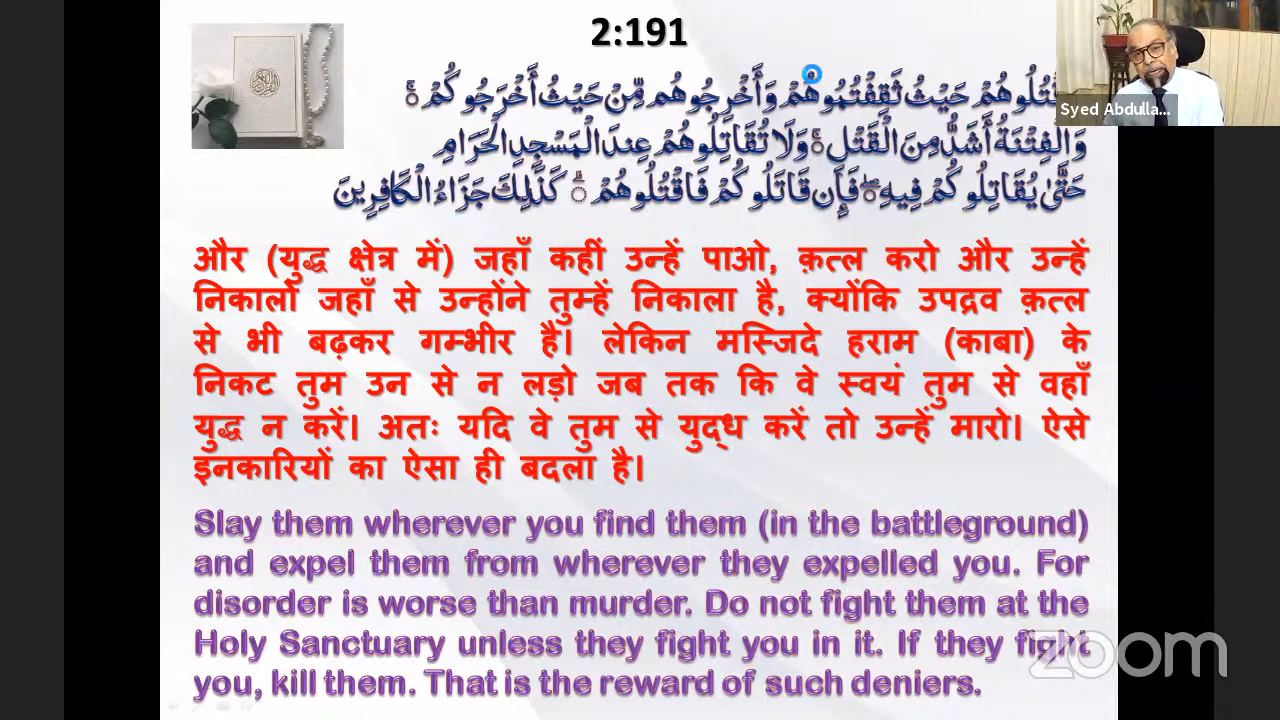 2:191
Syed Abdulla...
حَيْثُ ثَقِفْتُمُوهُمْ وَأَخْرِجُوهُم مِّنْ حَيْثُ أَخْرَجُوكُمْ ۚ
وَالْفِتْنَةُ أَشَدُّ مِنَ الْقَتْلِ ۚ وَلَا تُقَاتِلُوهُمْ عِندَ الْمَسْجِدِ الْحَرَامِ
حَتَّىٰ يُقَاتِلُوكُمْ فِيهِ ۖ فَإِن قَاتَلُوكُمْ فَاقْتُلُوهُمْ ۗ كَذَٰلِكَ جَزَاءُ الْكَافِرِينَ
और (युद्ध क्षेत्र में) जहाँ कहीं उन्हें पाओ, क़त्ल करो और उन्हें
निकालो जहाँ से उन्होंने तुम्हें निकाला है, क्योंकि उपद्रव क़त्ल
से भी बढ़कर गम्भीर है। लेकिन मस्जिदे हराम (काबा) के
निकट तुम उन से न लड़ो जब तक कि वे स्वयं तुम से वहाँ
युद्ध न करें। अतः यदि वे तुम से युद्ध करें तो उन्हें मारो। ऐसे
इनकारियों का ऐसा ही बदला है।
Slay them wherever you find them (in the battleground)
and expel them from wherever they expelled you. For
disorder is worse than murder. Do not fight them at the
Holy Sanctuary unless they fight you in it. If they fight
you, kill them. That is the reward of such deniers.
zoom